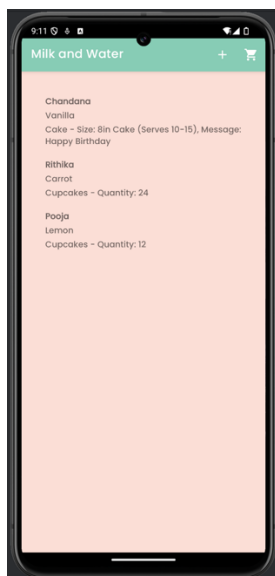 9:11
Milk and Water
+
Chandana
Vanilla
Cake - Size: 8in Cake (Serves 10-15), Message:
Happy Birthday
Rithika
Carrot
Cupcakes - Quantity: 24
Pooja
Lemon
Cupcakes - Quantity: 12